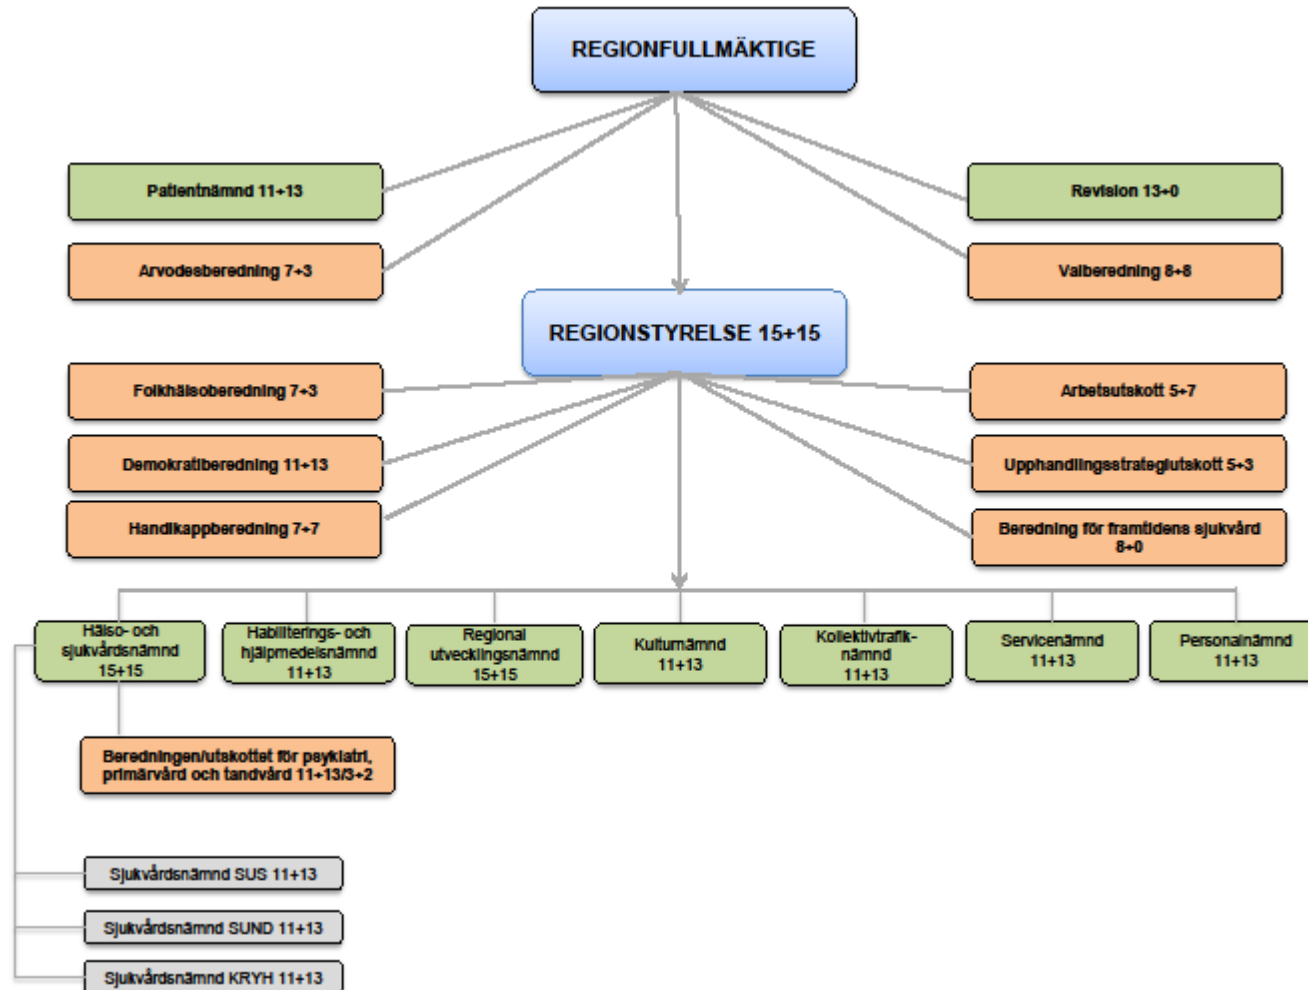 REGIONFULLMÄKTIGE
Patientnämnd 11+13
Revision 13+0
Arvodesberedning 7+3
Valberedning 8+8
REGIONSTYRELSE 15+15
Folkhälsoberedning 7+3
Arbetsutskott 5+7
Demokratiberedning 11+13
Upphandlingsstrategiutskott 5+3
Handikappberedning 7+7
Beredning för framtidens sjukvård
8+0
Hälso- och
sjukvårdsnämnd
15+15
Habiliterings- och
hjälpmedelsnämnd
11+13
Regional
utvecklingsnämnd
15+15
Kulturnämnd
11+13
Kollektivtrafik-
nämnd
11+13
Servicenämnd
11+13
Personalnämnd
11+13
Beredningen/utskottet för psykiatri,
primärvård och tandvård 11+13/3+2
Sjukvårdsnämnd SUS 11+13
Sjukvårdsnämnd SUND 11+13
Sjukvårdsnämnd KRYH 11+13